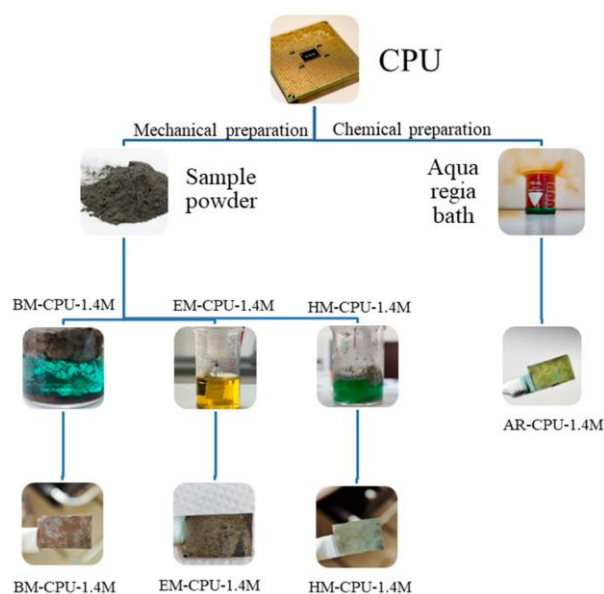 CPU
Mechanical preparation
Chemical preparation
Sample
powder
Aqua
regia
bath
BM-CPU-1.4M
EM-CPU-1.4M
HM-CPU-1.4M
AR-CPU-1.4M
BM-CPU-1.4M
EM-CPU-1.4M
HM-CPU-1.4M